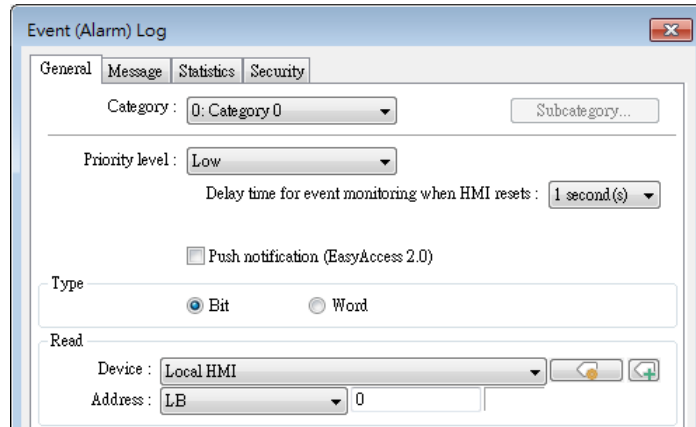 Event (Alarm) Log
General Message Statistics Security
Category : 0: Category 0 Subcategory...
Priority level : Low
Delay time for event monitoring when HMI resets : 1 second(s)
Push notification (EasyAccess 2.0)
Type
Bit Word
Read
Device : Local HMI
Address : LB 0